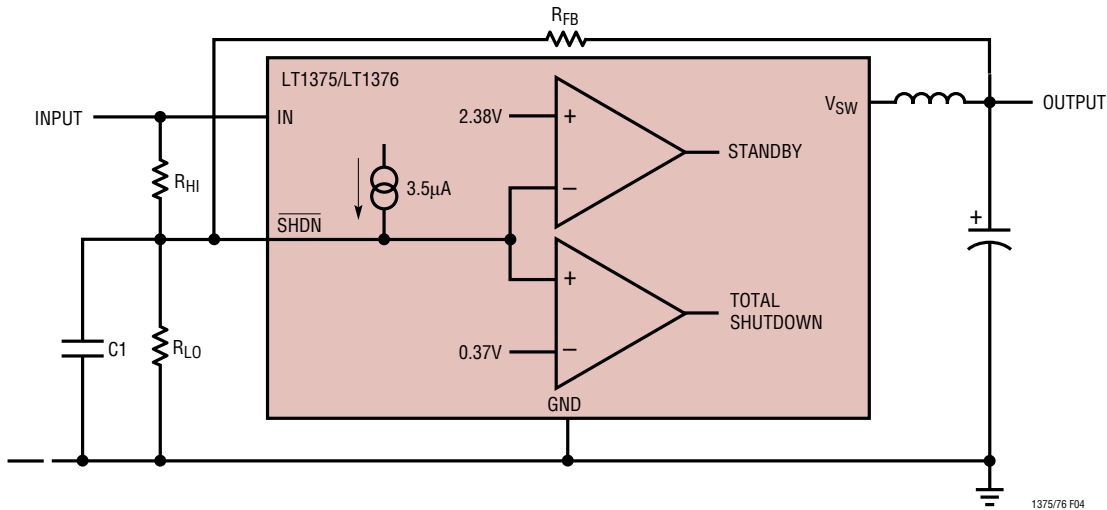 RFB
LT1375/LT1376
INPUT
IN
2.38V
+
–
STANDBY
VSW
OUTPUT
RHI
3.5µA
SHDN
+
+
–
0.37V
TOTAL
SHUTDOWN
C1
RLO
GND
1375/76 F04